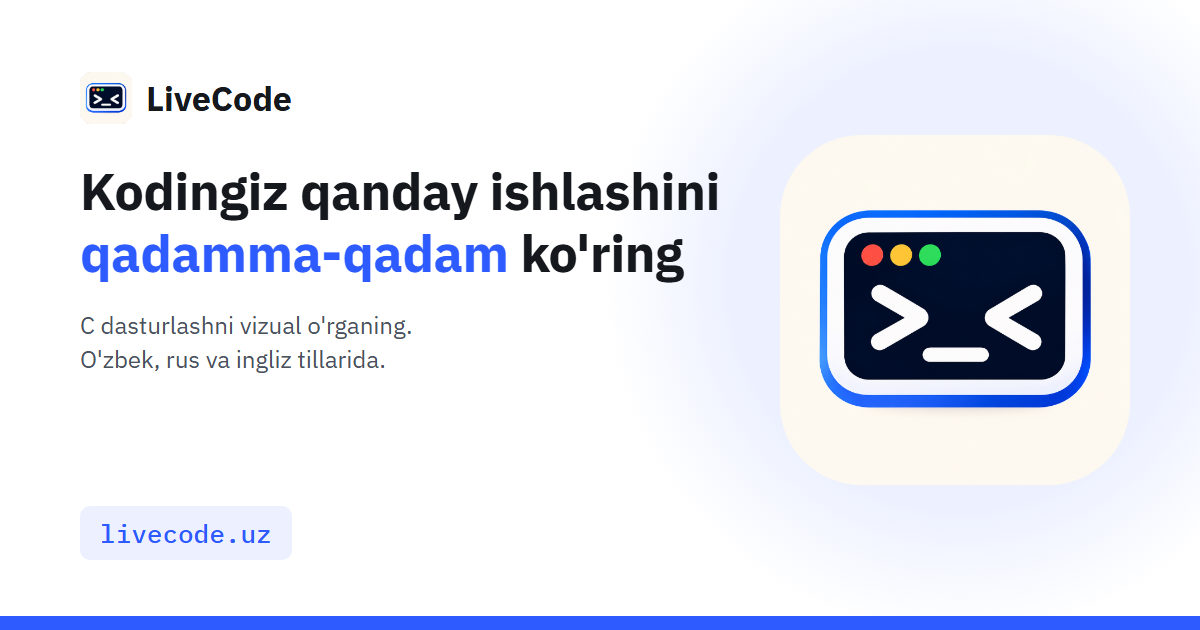 LiveCode
Kodingiz qanday ishlashini
qadamma-qadam ko'ring
C dasturlashni vizual o'rganing.
O'zbek, rus va ingliz tillarida.
livecode.uz